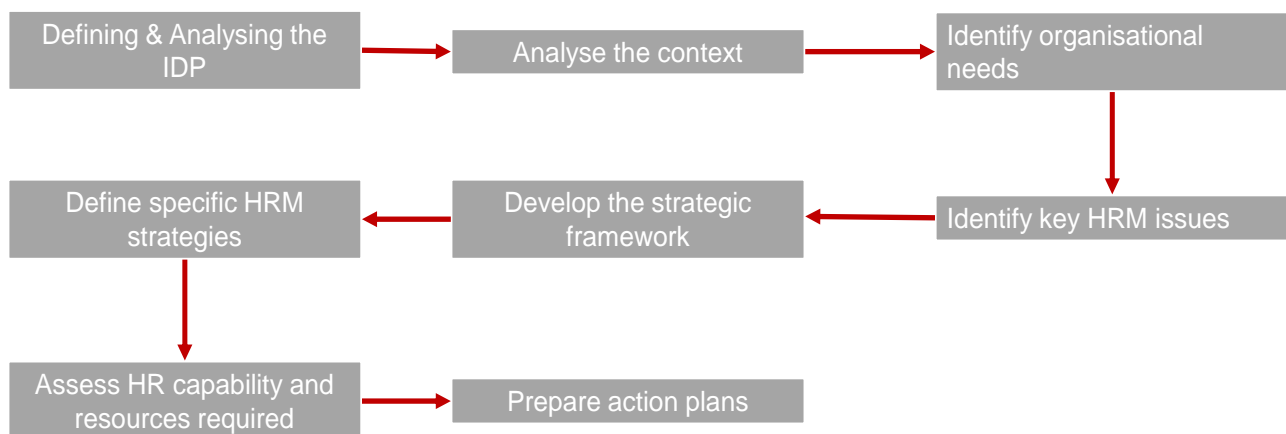 Defining & Analysing the
IDP
Analyse the context
Identify organisational
needs
Identify key HRM issues
Develop the strategic
framework
Define specific HRM
strategies
Assess HR capability and
resources required
Prepare action plans